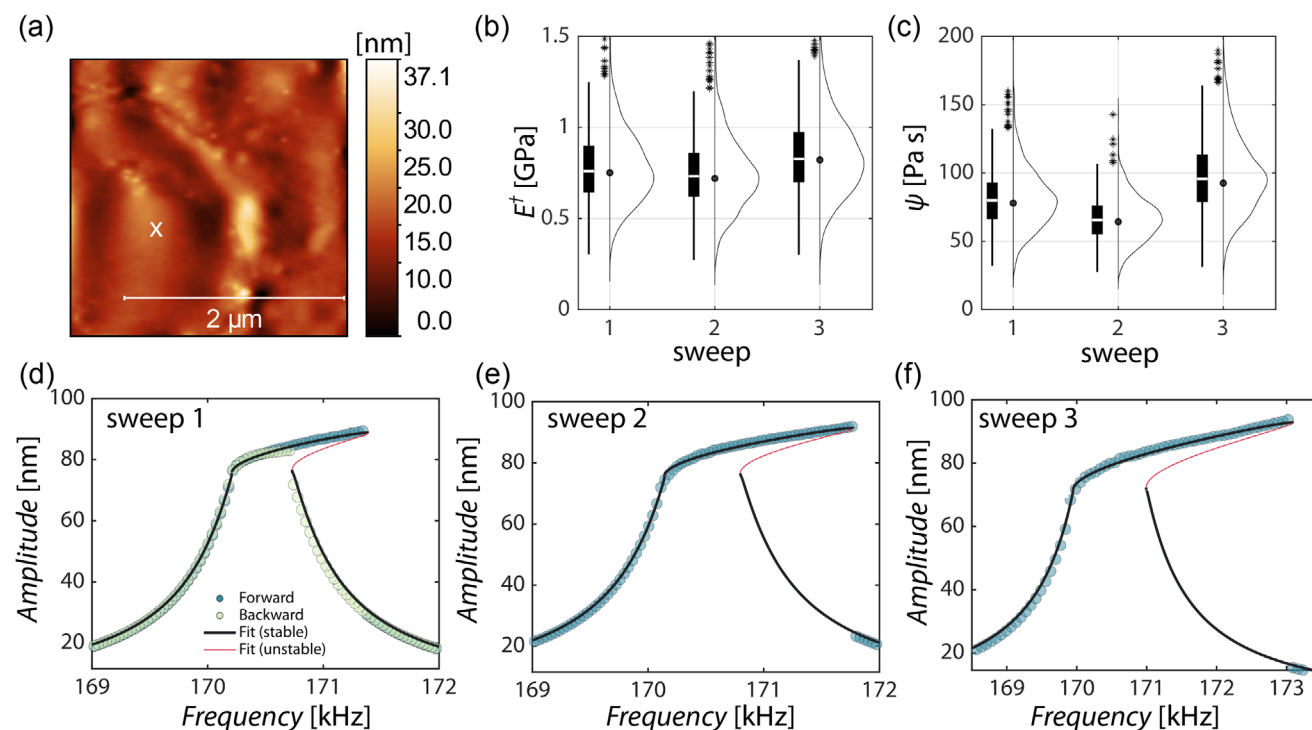 (a)
[nm]
37.1
30.0
25.0
20.0
15.0
10.0
0.0
x
2 µm
(b)
E† [GPa]
1.5
1
0.5
0
1 2 3
sweep
(c)
ψ [Pa s]
200
150
100
50
0
1 2 3
sweep
(d)
sweep 1
Amplitude [nm]
100
80
60
40
20
Forward
Backward
Fit (stable)
Fit (unstable)
169 170 171 172
Frequency [kHz]
(e)
sweep 2
Amplitude [nm]
100
80
60
40
20
169 170 171 172
Frequency [kHz]
(f)
sweep 3
Amplitude [nm]
100
80
60
40
20
169 170 171 172 173
Frequency [kHz]